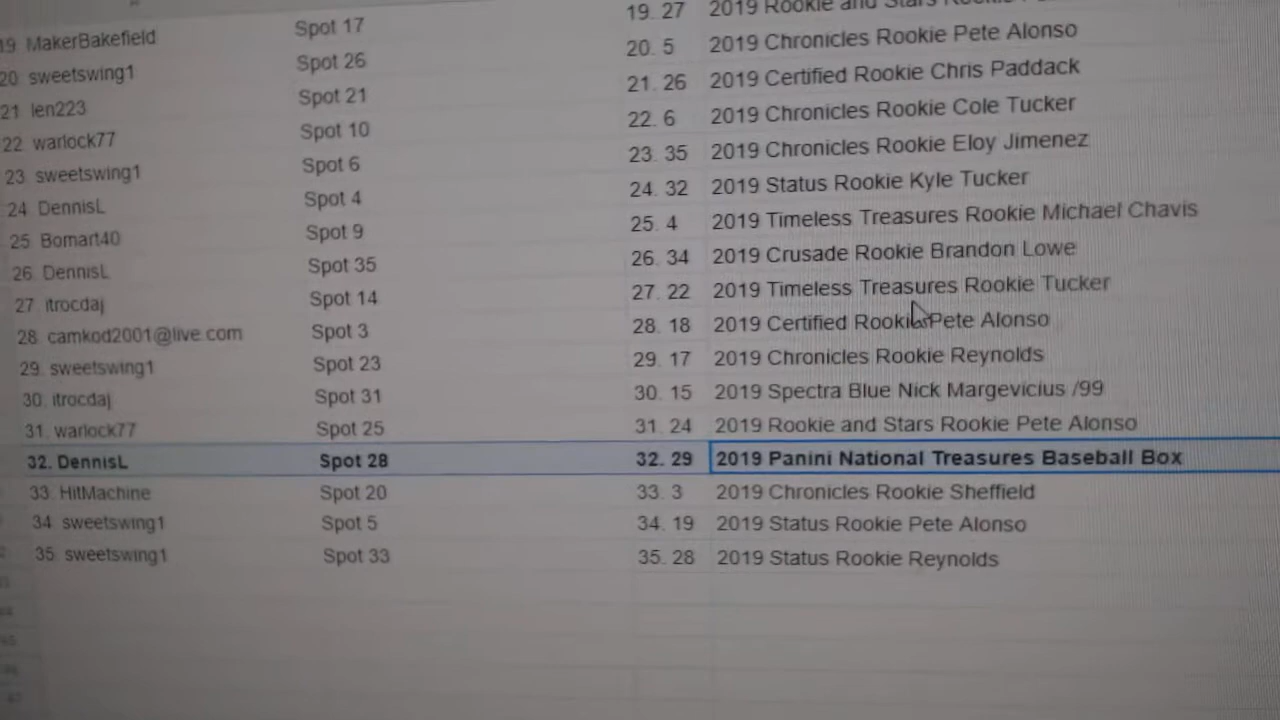 19 MakerBakefield Spot 17 19. 27 2019 Rookie and Stars Rookie
20 sweetswing1 Spot 26 20. 5 2019 Chronicles Rookie Pete Alonso
21 len223 Spot 21 21. 26 2019 Certified Rookie Chris Paddack
22 warlock77 Spot 10 22. 6 2019 Chronicles Rookie Cole Tucker
23 sweetswing1 Spot 6 23. 35 2019 Chronicles Rookie Eloy Jimenez
24 DennisL Spot 4 24. 32 2019 Status Rookie Kyle Tucker
25 Bomart40 Spot 9 25. 4 2019 Timeless Treasures Rookie Michael Chavis
26 DennisL Spot 35 26. 34 2019 Crusade Rookie Brandon Lowe
27 itrocdaj Spot 14 27. 22 2019 Timeless Treasures Rookie Tucker
28 camkod2001@live.com Spot 3 28. 18 2019 Certified Rookie Pete Alonso
29. sweetswing1 Spot 23 29. 17 2019 Chronicles Rookie Reynolds
30. itrocdaj Spot 31 30. 15 2019 Spectra Blue Nick Margevicius /99
31. warlock77 Spot 25 31. 24 2019 Rookie and Stars Rookie Pete Alonso
32. DennisL Spot 28 32. 29 2019 Panini National Treasures Baseball Box
33. HitMachine Spot 20 33. 3 2019 Chronicles Rookie Sheffield
34 sweetswing1 Spot 5 34. 19 2019 Status Rookie Pete Alonso
35 sweetswing1 Spot 33 35. 28 2019 Status Rookie Reynolds